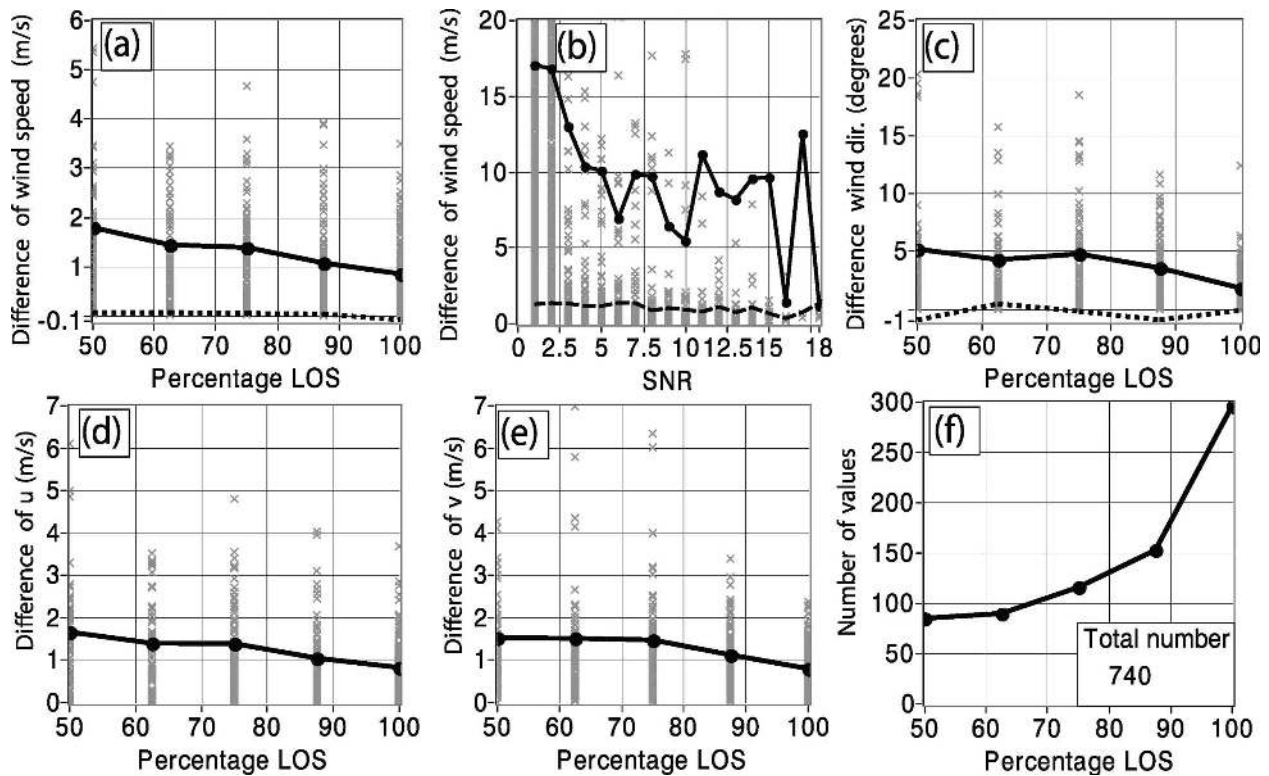 (a)
Difference of wind speed (m/s)
6
5
4
3
2
1
-0.1
50 60 70 80 90 100
Percentage LOS
(b)
Difference of wind speed (m/s)
20
15
10
5
0
0 2.5 5 7.5 10 12.5 15 18
SNR
(c)
Difference wind dir. (degrees)
25
20
15
10
5
-1
50 60 70 80 90 100
Percentage LOS
(d)
Difference of u (m/s)
7
6
5
4
3
2
1
0
50 60 70 80 90 100
Percentage LOS
(e)
Difference of v (m/s)
7
6
5
4
3
2
1
0
50 60 70 80 90 100
Percentage LOS
(f)
Number of values
300
250
200
150
100
50
0
Total number
740
50 60 70 80 90 100
Percentage LOS